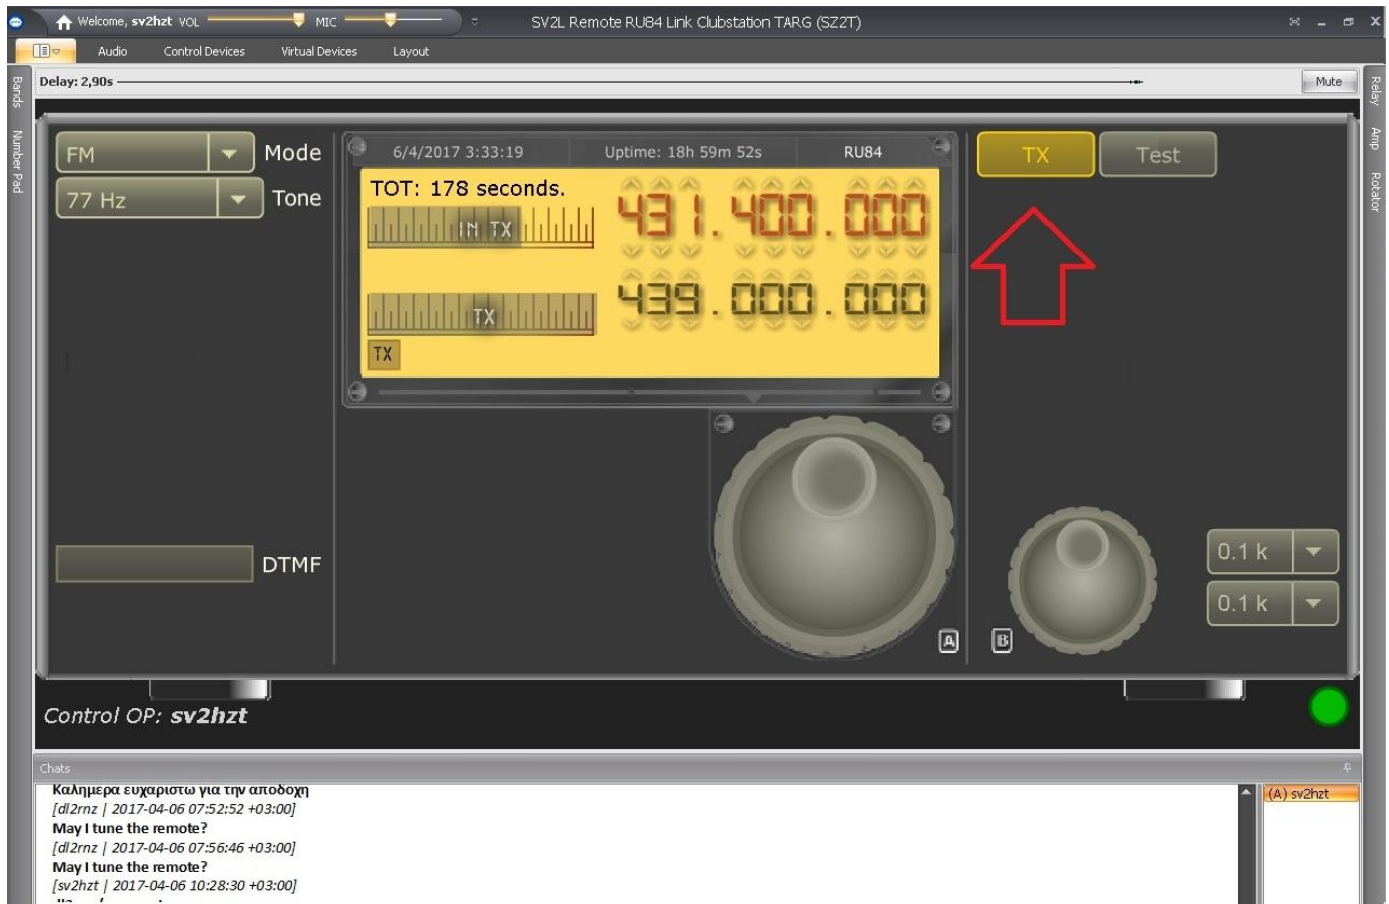 Welcome, sv2hzt VOL MIC SV2L Remote RU84 Link Clubstation TARG (SZ2T)
Audio Control Devices Virtual Devices Layout
Delay: 2,90s Mute
Bands
Number Pad
Relay
Amp
Rotator
FM Mode
77 Hz Tone
6/4/2017 3:33:19 Uptime: 18h 59m 52s RU84
TOT: 178 seconds.
IN TX
431.400.000
TX
439.000.000
TX
TX Test
DTMF
0.1 k
0.1 k
A
B
Control OP: sv2hzt
Chats
Καλημερα ευχαριστω για την αποδοχη
[dl2rnz | 2017-04-06 07:52:52 +03:00]
May I tune the remote?
[dl2rnz | 2017-04-06 07:56:46 +03:00]
May I tune the remote?
[sv2hzt | 2017-04-06 10:28:30 +03:00]
(A) sv2hzt